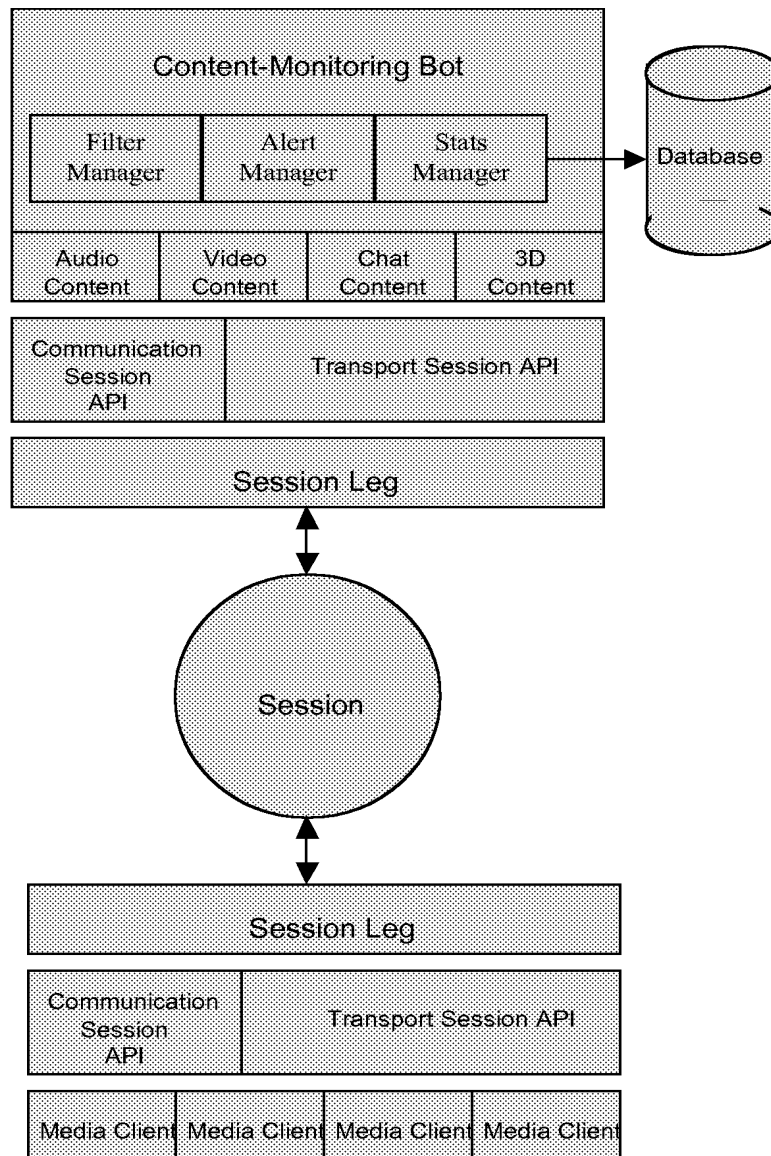 Content-Monitoring Bot
Filter
Manager
Alert
Manager
Stats
Manager
Database
Audio
Content
Video
Content
Chat
Content
3D
Content
Communication
Session
API
Transport Session API
Session Leg
Session
Session Leg
Communication
Session
API
Transport Session API
Media Client
Media Client
Media Client
Media Client